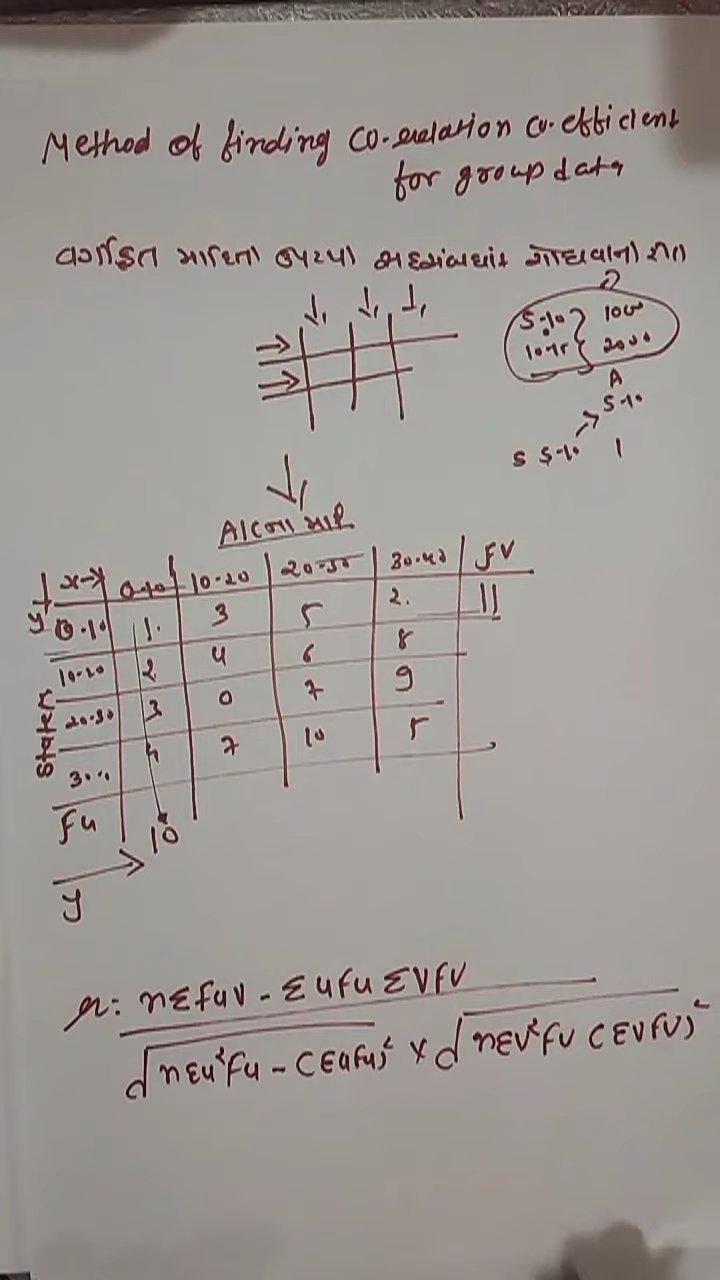 Method of finding Co-relation Co-efficient
for group data
વર્ગીકૃત માહિતી ઉપરથી સહસંબંધાંક શોધવાની રીત
5-10 1000
10-15 2000
A
5-10
5 5-10 1
x→ 0-10 10-20 20-30 30-40 fv
y
0-10 1. 3 5 2. 11
10-20 2 4 6 8
20-30 3 0 7 9
30- 4 7 10 5
fu 10
y
r: nΣfuv - Σufu Σvfv
√nΣu²fu - (Σufu)² × √nΣv²fv (Σvfv)²